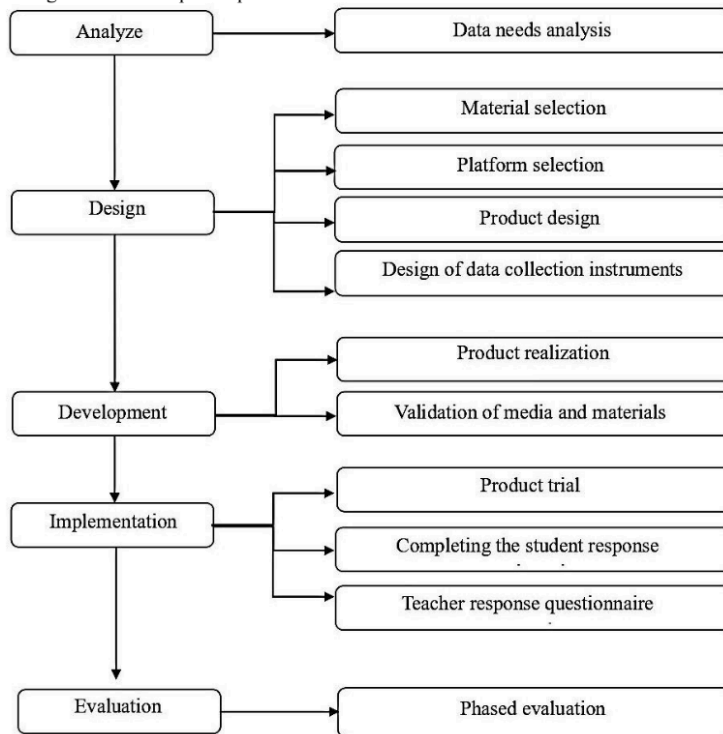 Analyze
Data needs analysis
Material selection
Platform selection
Design
Product design
Design of data collection instruments
Product realization
Development
Validation of media and materials
Product trial
Implementation
Completing the student response
Teacher response questionnaire
Evaluation
Phased evaluation